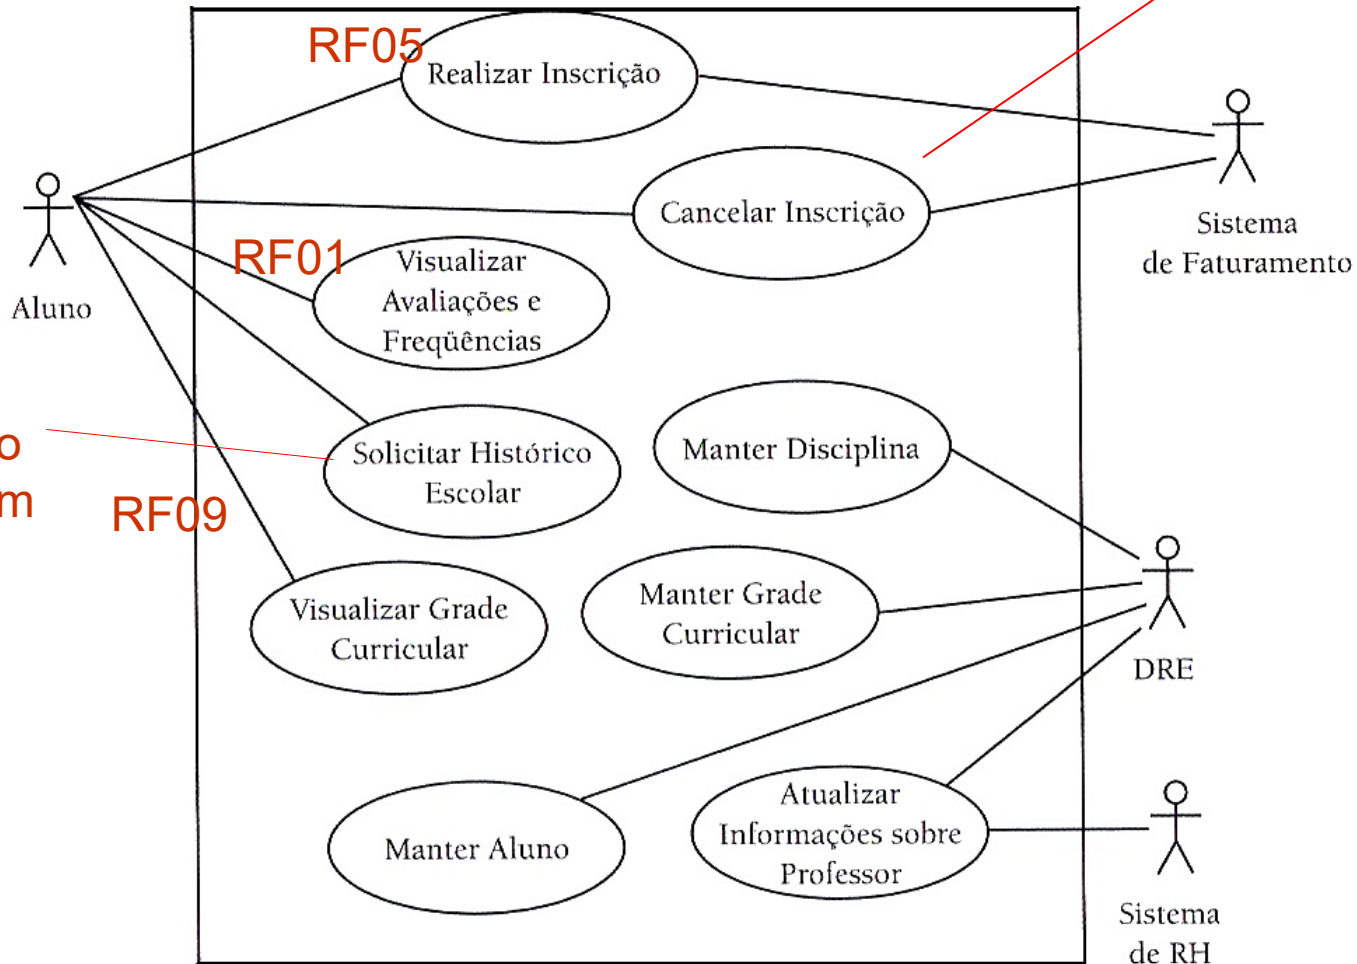 RF05
Realizar Inscrição
Cancelar Inscrição
Sistema
de Faturamento
Aluno
RF01
Visualizar
Avaliações e
Freqüências
o
m
RF09
Solicitar Histórico
Escolar
Manter Disciplina
Visualizar Grade
Curricular
Manter Grade
Curricular
DRE
Manter Aluno
Atualizar
Informações sobre
Professor
Sistema
de RH